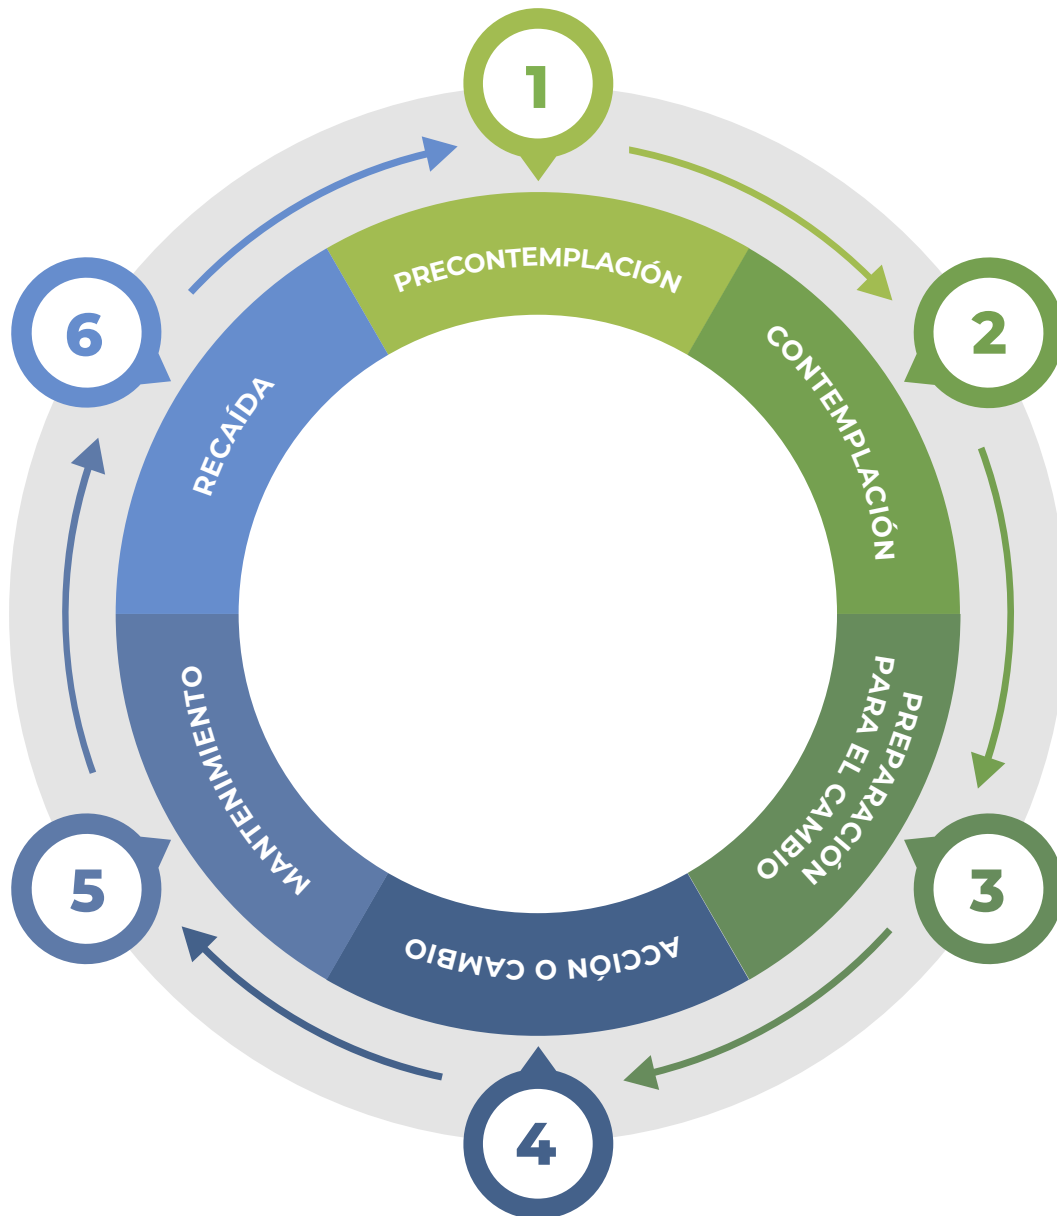 1
PRECONTEMPLACIÓN
2
CONTEMPLACIÓN
3
PREPARACIÓN
PARA EL CAMBIO
4
ACCIÓN O CAMBIO
5
MANTENIMIENTO
6
RECAÍDA